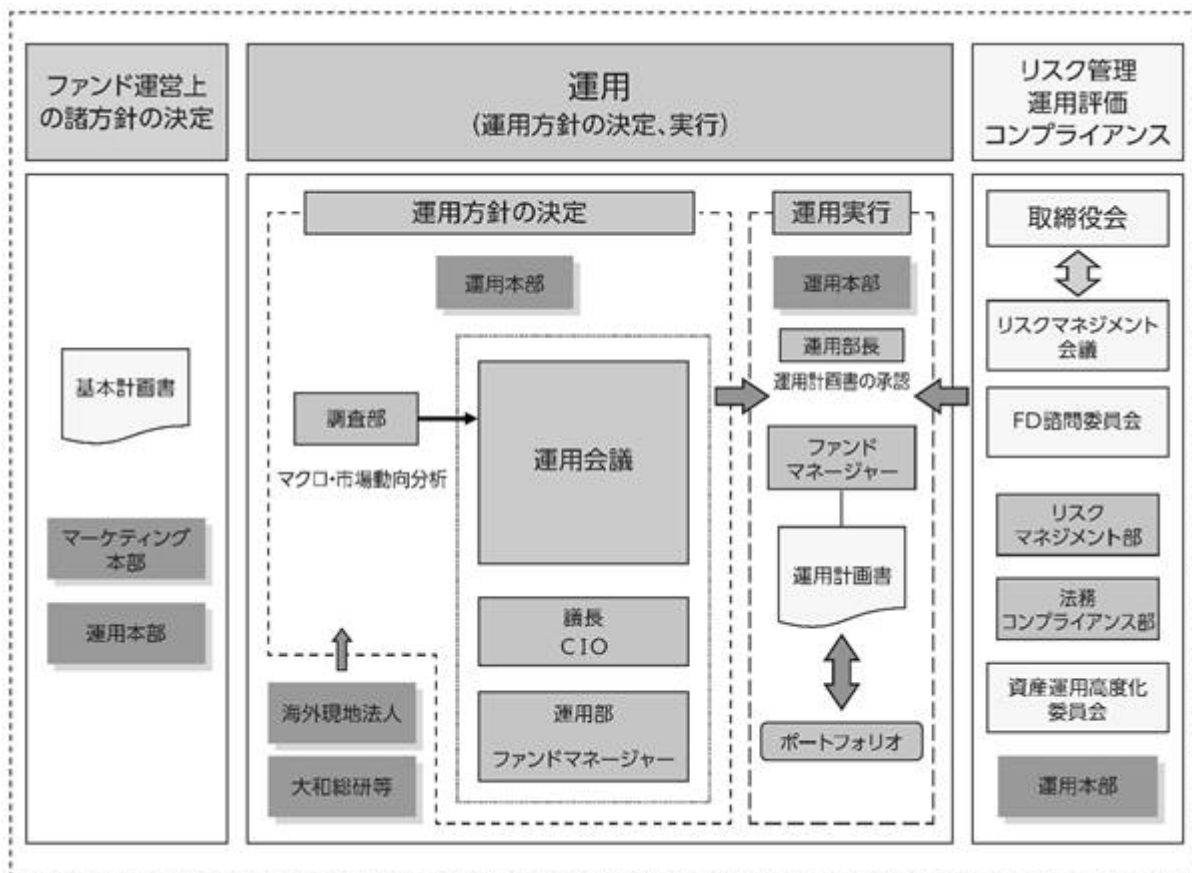 ファンド運営上
の諸方針の決定
運用
(運用方針の決定、実行)
リスク管理
運用評価
コンプライアンス
基本計画書
マーケティング
本部
運用本部
運用方針の決定
運用本部
調査部
マクロ・市場動向分析
運用会議
議長
CIO
運用部
ファンドマネージャー
海外現地法人
大和総研等
運用実行
運用本部
運用部長
運用計画書の承認
ファンド
マネージャー
運用計画書
ポートフォリオ
取締役会
リスクマネジメント
会議
FD諮問委員会
リスク
マネジメント部
法務
コンプライアンス部
資産運用高度化
委員会
運用本部